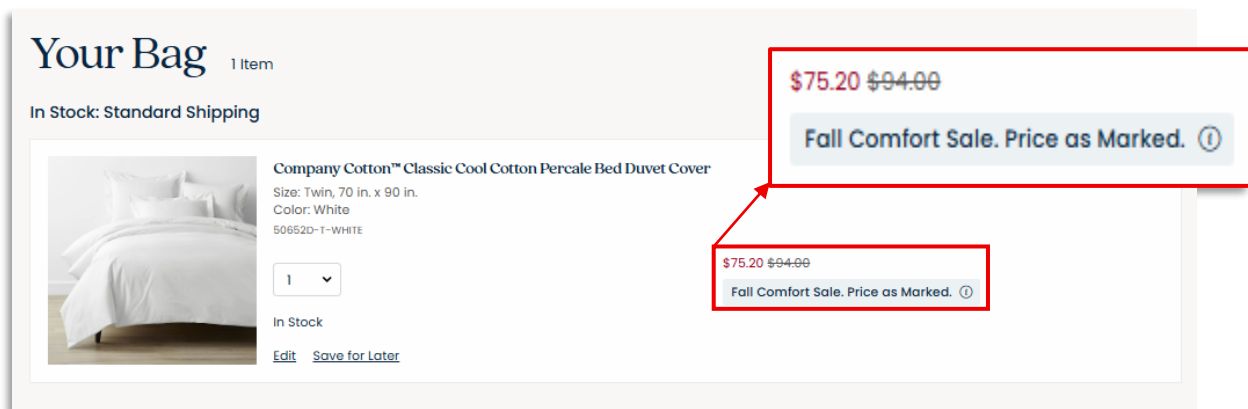 Your Bag 1 Item
In Stock: Standard Shipping
Company Cotton™ Classic Cool Cotton Percale Bed Duvet Cover
Size: Twin, 70 in. x 90 in.
Color: White
50652D-T-WHITE
1
In Stock
Edit Save for Later
$75.20 $94.00
Fall Comfort Sale. Price as Marked. ⓘ
$75.20 $94.00
Fall Comfort Sale. Price as Marked. ⓘ